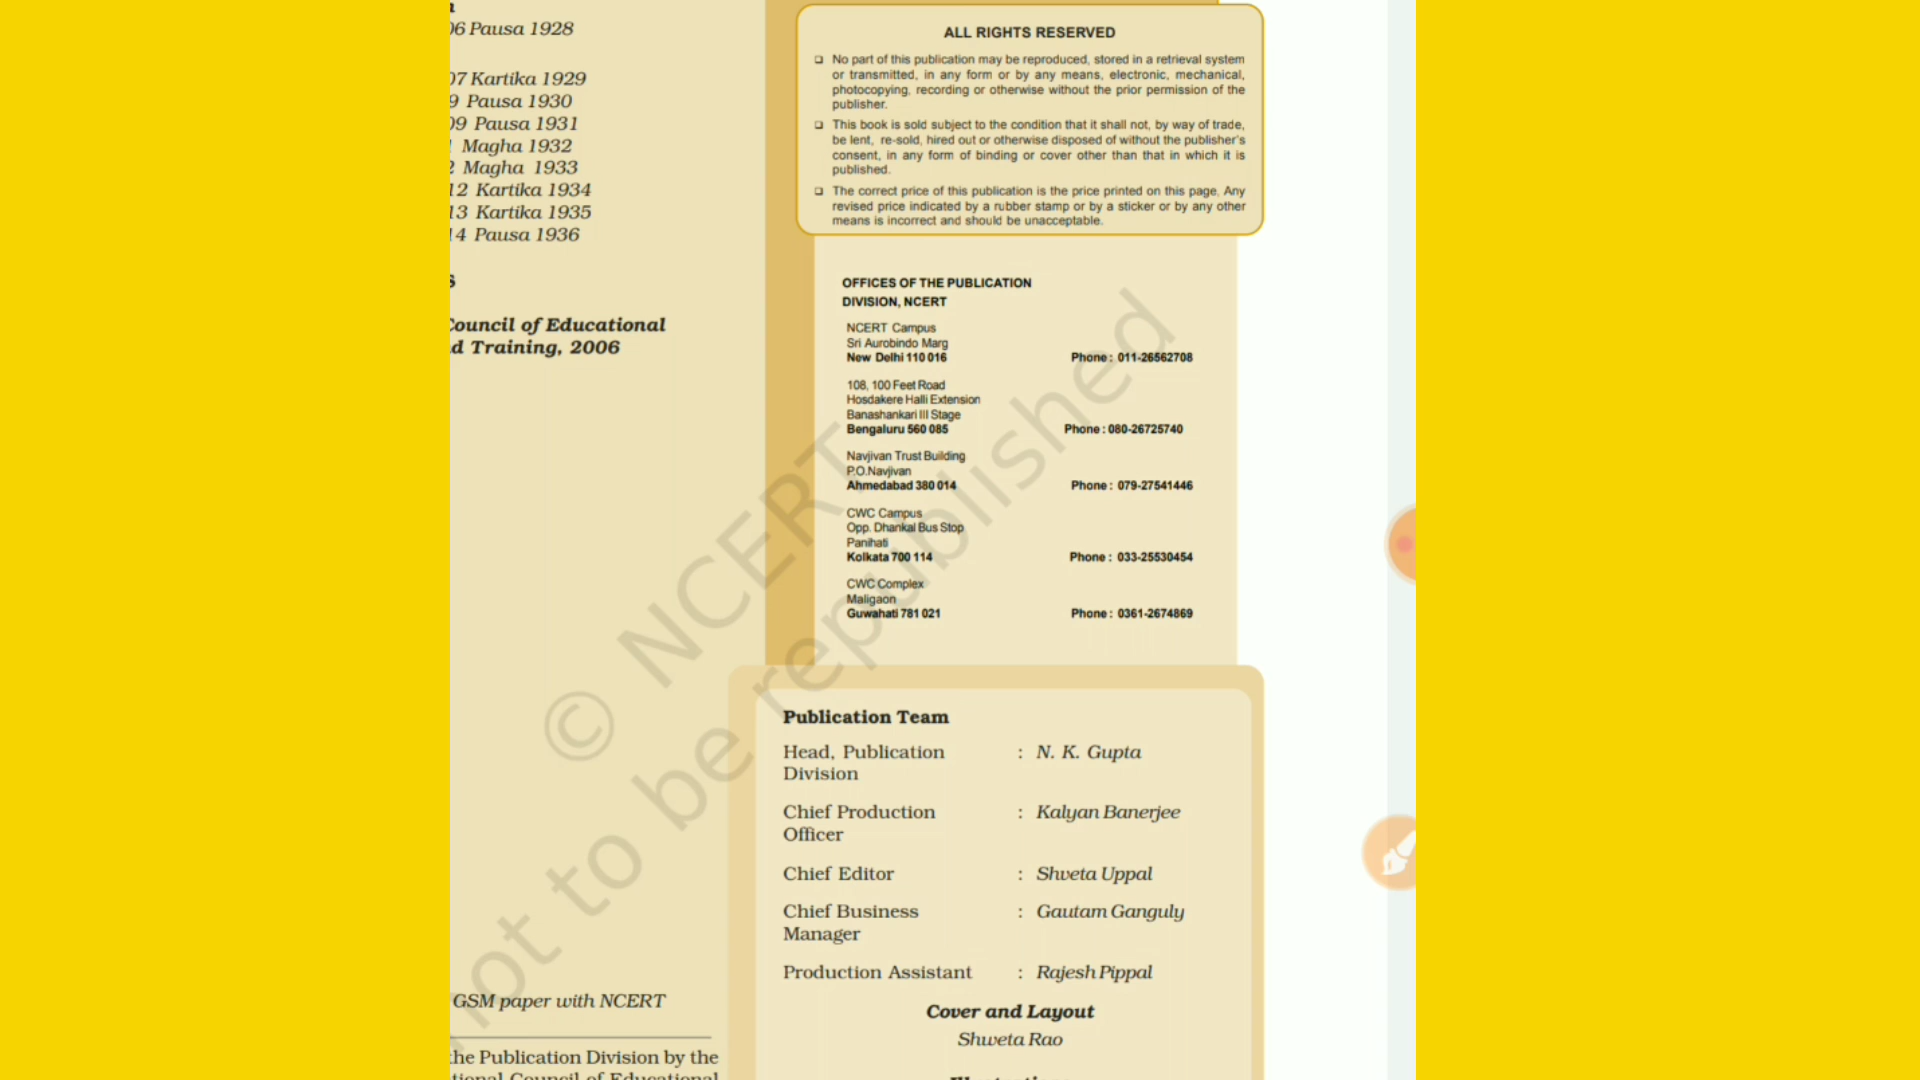 06 Pausa 1928
07 Kartika 1929
9 Pausa 1930
09 Pausa 1931
Magha 1932
2 Magha 1933
12 Kartika 1934
13 Kartika 1935
14 Pausa 1936
Council of Educational
d Training, 2006
GSM paper with NCERT
the Publication Division by the
tional Council of Educational
ALL RIGHTS RESERVED
❑ No part of this publication may be reproduced, stored in a retrieval system
or transmitted, in any form or by any means, electronic, mechanical,
photocopying, recording or otherwise without the prior permission of the
publisher.
❑ This book is sold subject to the condition that it shall not, by way of trade,
be lent, re-sold, hired out or otherwise disposed of without the publisher's
consent, in any form of binding or cover other than that in which it is
published.
❑ The correct price of this publication is the price printed on this page. Any
revised price indicated by a rubber stamp or by a sticker or by any other
means is incorrect and should be unacceptable.
OFFICES OF THE PUBLICATION
DIVISION, NCERT
NCERT Campus
Sri Aurobindo Marg
New Delhi 110 016 Phone : 011-26562708
108, 100 Feet Road
Hosdakere Halli Extension
Banashankari III Stage
Bengaluru 560 085 Phone : 080-26725740
Navjivan Trust Building
P.O.Navjivan
Ahmedabad 380 014 Phone : 079-27541446
CWC Campus
Opp. Dhankal Bus Stop
Panihati
Kolkata 700 114 Phone : 033-25530454
CWC Complex
Maligaon
Guwahati 781 021 Phone : 0361-2674869
Publication Team
Head, Publication : N. K. Gupta
Division
Chief Production : Kalyan Banerjee
Officer
Chief Editor : Shveta Uppal
Chief Business : Gautam Ganguly
Manager
Production Assistant : Rajesh Pippal
Cover and Layout
Shweta Rao
© NCERT
not to be republished